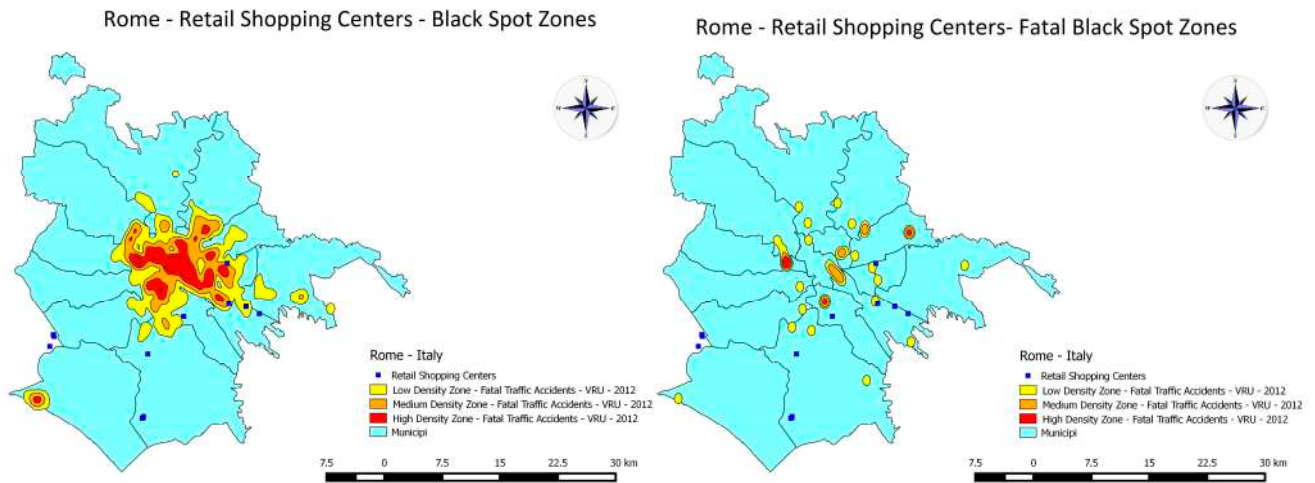 Rome - Retail Shopping Centers - Black Spot Zones
N
W
E
S
Rome - Italy
Retail Shopping Centers
Low Density Zone - Fatal Traffic Accidents - VRU - 2012
Medium Density Zone - Fatal Traffic Accidents - VRU - 2012
High Density Zone - Fatal Traffic Accidents - VRU - 2012
Municipi
7.5 0 7.5 15 22.5 30 km
Rome - Retail Shopping Centers- Fatal Black Spot Zones
N
W
E
S
Rome - Italy
Retail Shopping Centers
Low Density Zone - Fatal Traffic Accidents - VRU - 2012
Medium Density Zone - Fatal Traffic Accidents - VRU - 2012
High Density Zone - Fatal Traffic Accidents - VRU - 2012
Municipi
7.5 0 7.5 15 22.5 30 km